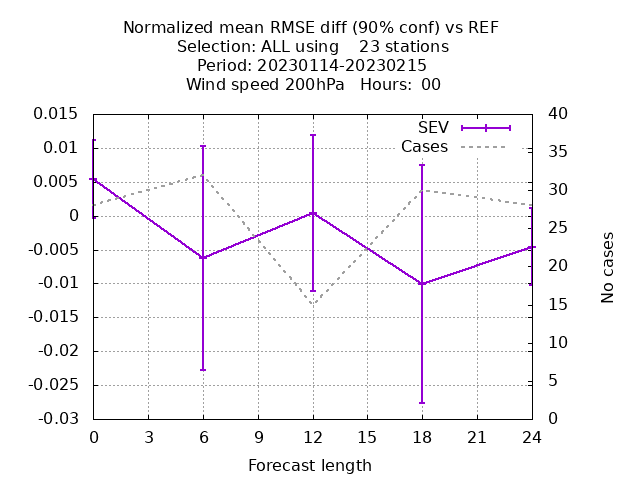 Normalized mean RMSE diff (90% conf) vs REF
Selection: ALL using    23 stations
Period: 20230114-20230215
Wind speed 200hPa   Hours:  00
0.015
0.01
0.005
0
-0.005
-0.01
-0.015
-0.02
-0.025
-0.03
SEV
Cases
40
35
30
25
20
15
10
5
0
No cases
0 3 6 9 12 15 18 21 24
Forecast length